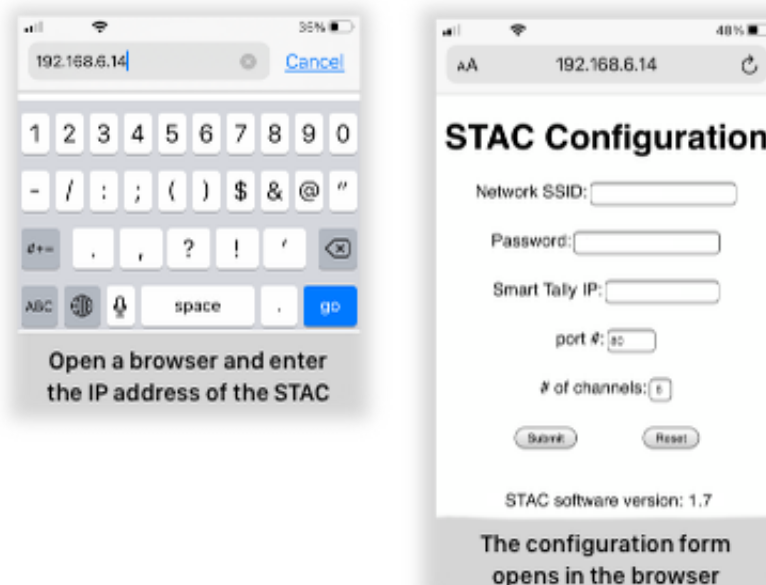 35%
192.168.6.14
Cancel
1 2 3 4 5 6 7 8 9 0
- / : ; ( ) $ & @ "
#+= . , ? ! '
ABC space . go
Open a browser and enter
the IP address of the STAC
48%
AA 192.168.6.14
STAC Configuration
Network SSID:
Password:
Smart Tally IP:
port #: 80
# of channels: 6
Submit Reset
STAC software version: 1.7
The configuration form
opens in the browser